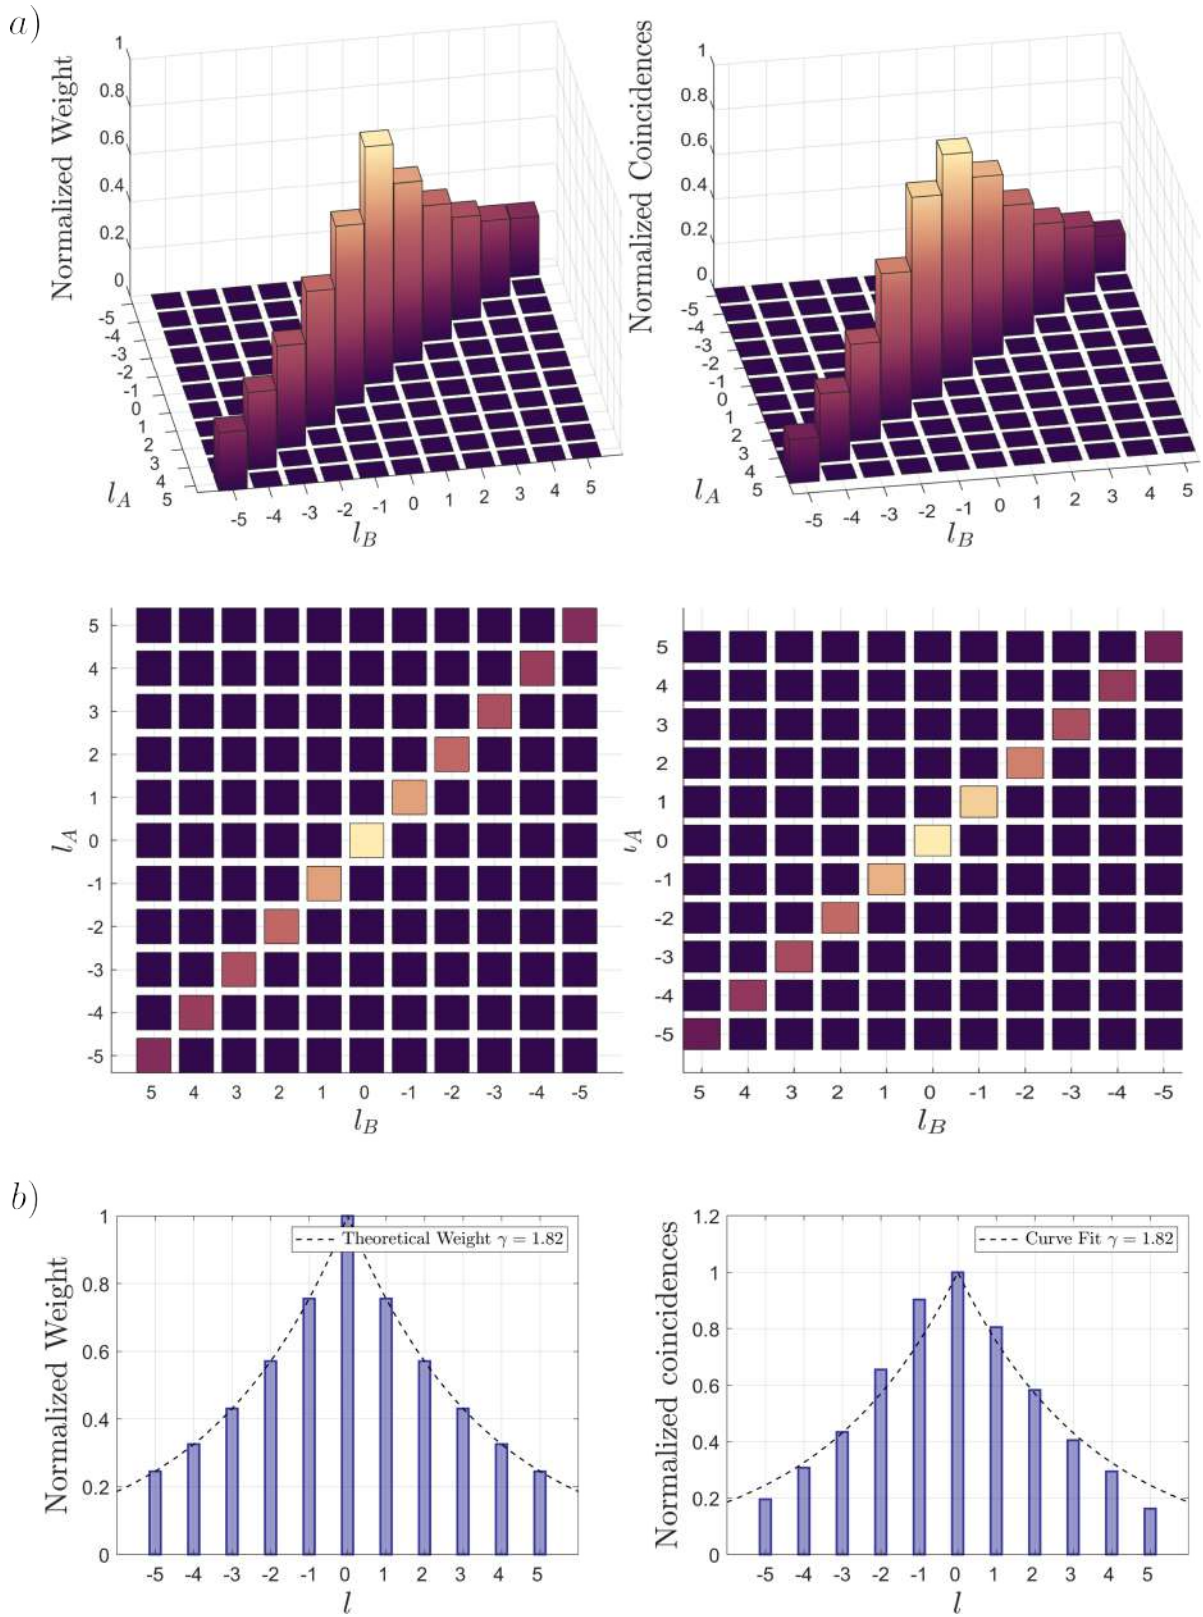 a)
Normalized Weight
1
0.8
0.6
0.4
0.2
0
-5
-4
-3
-2
-1
0
1
2
3
4
5
l_A
-5 -4 -3 -2 -1 0 1 2 3 4 5
l_B
Normalized Coincidences
1
0.8
0.6
0.4
0.2
0
-5
-4
-3
-2
-1
0
1
2
3
4
5
l_A
-5 -4 -3 -2 -1 0 1 2 3 4 5
l_B
l_A
5
4
3
2
1
0
-1
-2
-3
-4
-5
5 4 3 2 1 0 -1 -2 -3 -4 -5
l_B
l_A
5
4
3
2
1
0
-1
-2
-3
-4
-5
5 4 3 2 1 0 -1 -2 -3 -4 -5
l_B
b)
Normalized Weight
1
0.8
0.6
0.4
0.2
0
Theoretical Weight γ = 1.82
-5 -4 -3 -2 -1 0 1 2 3 4 5
l
Normalized coincidences
1.2
1
0.8
0.6
0.4
0.2
0
Curve Fit γ = 1.82
-5 -4 -3 -2 -1 0 1 2 3 4 5
l